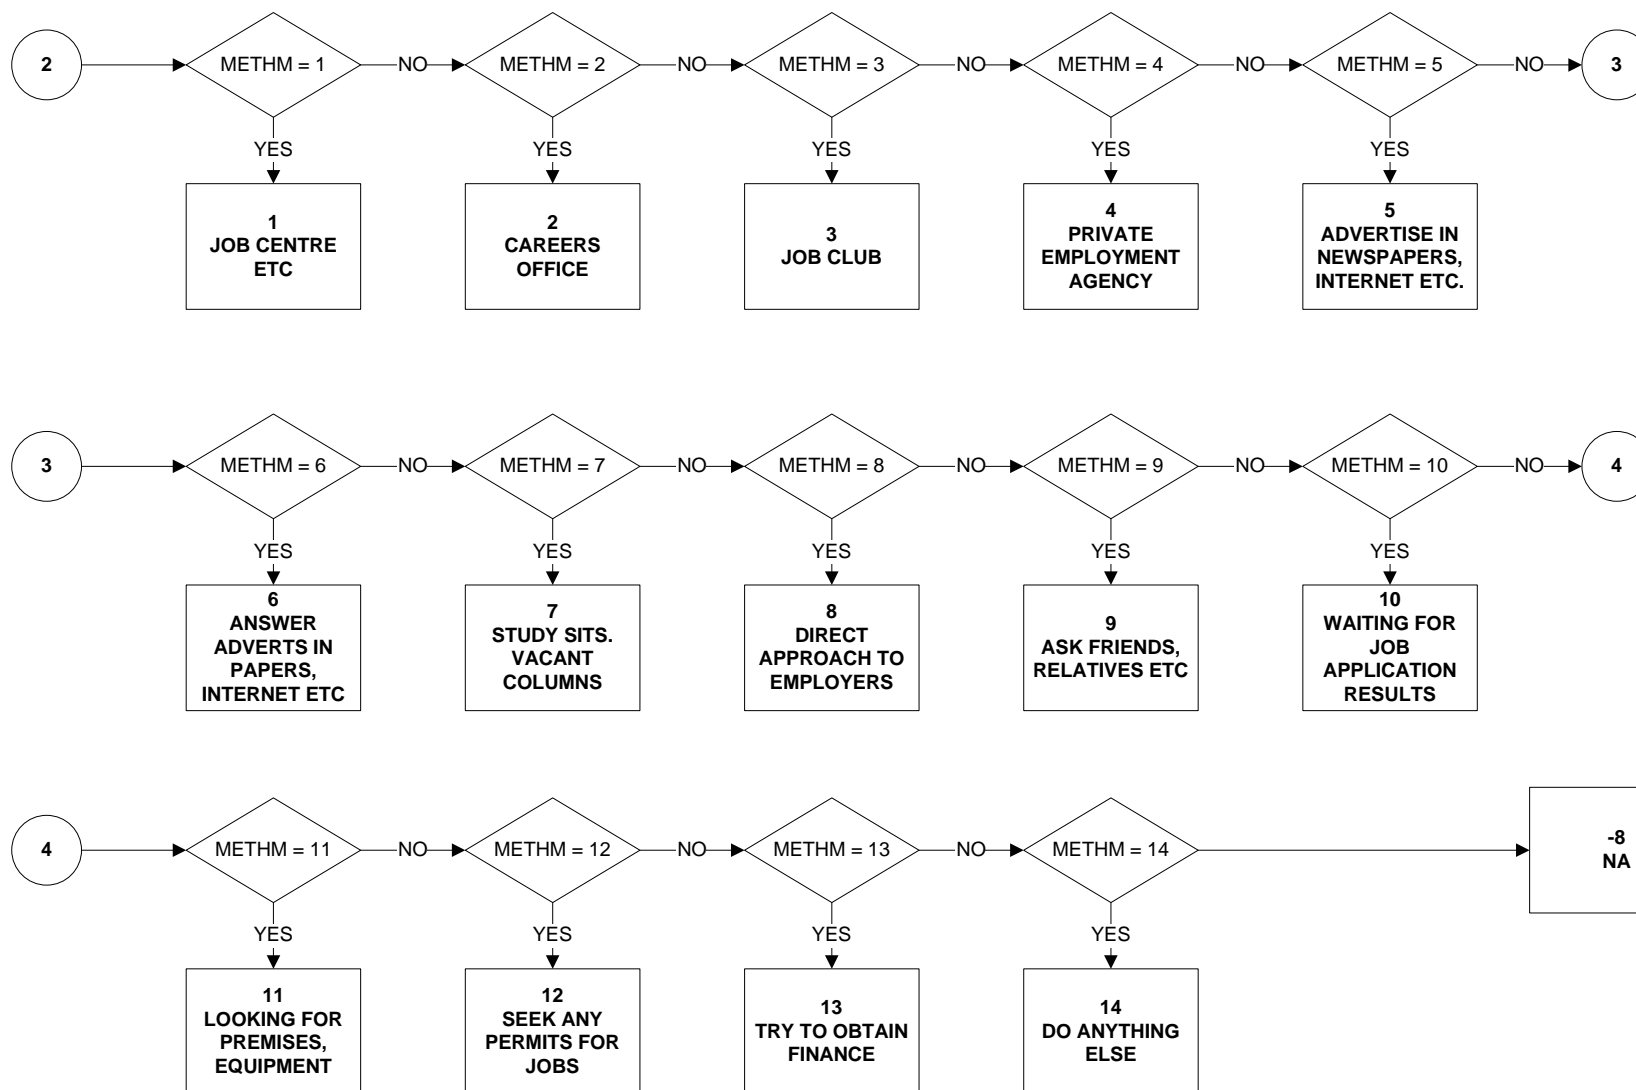 2
METHM = 1
NO
METHM = 2
NO
METHM = 3
NO
METHM = 4
NO
METHM = 5
NO
3
YES
YES
YES
YES
YES
1
JOB CENTRE
ETC
2
CAREERS
OFFICE
3
JOB CLUB
4
PRIVATE
EMPLOYMENT
AGENCY
5
ADVERTISE IN
NEWSPAPERS,
INTERNET ETC.
3
METHM = 6
NO
METHM = 7
NO
METHM = 8
NO
METHM = 9
NO
METHM = 10
NO
4
YES
YES
YES
YES
YES
6
ANSWER
ADVERTS IN
PAPERS,
INTERNET ETC
7
STUDY SITS.
VACANT
COLUMNS
8
DIRECT
APPROACH TO
EMPLOYERS
9
ASK FRIENDS,
RELATIVES ETC
10
WAITING FOR
JOB
APPLICATION
RESULTS
4
METHM = 11
NO
METHM = 12
NO
METHM = 13
NO
METHM = 14
-8
NA
YES
YES
YES
YES
11
LOOKING FOR
PREMISES,
EQUIPMENT
12
SEEK ANY
PERMITS FOR
JOBS
13
TRY TO OBTAIN
FINANCE
14
DO ANYTHING
ELSE